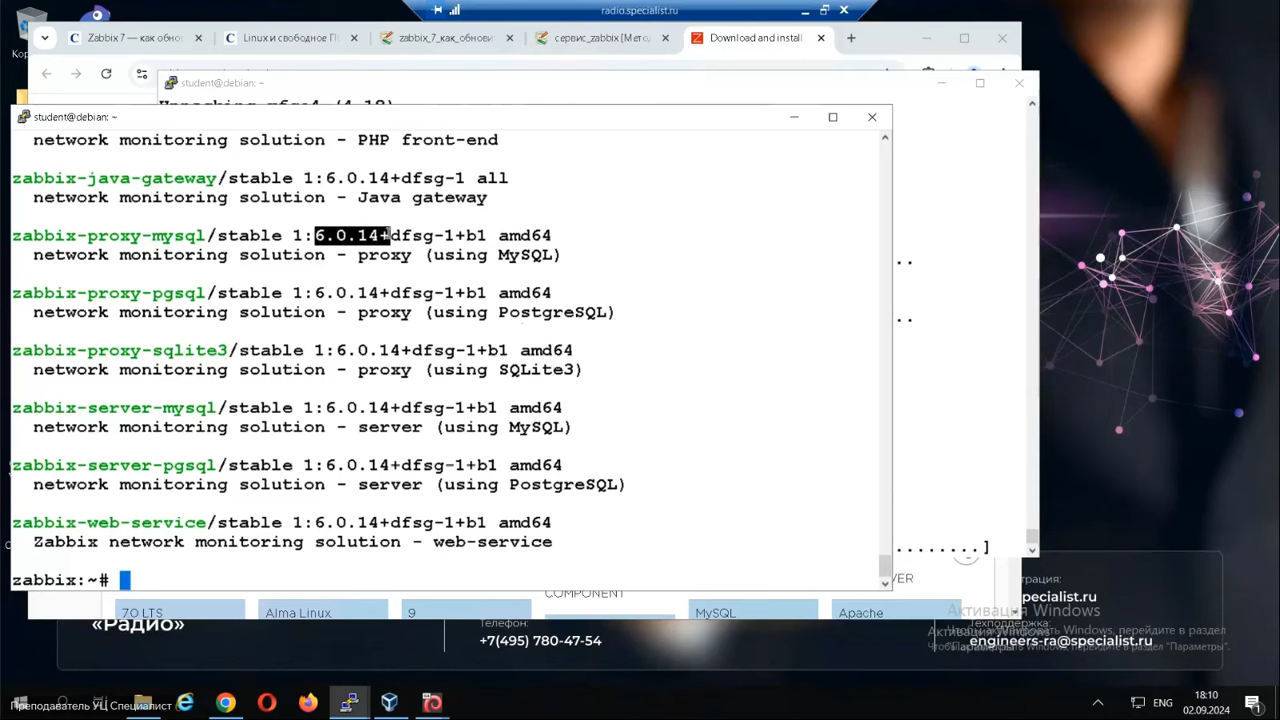 radio.specialist.ru
Zabbix 7 — как обнов
Linux и свободное П
zabbix_7_как_обнови
сервис_zabbix [Мето
Download and install
student@debian: ~
student@debian: ~
network monitoring solution - PHP front-end
zabbix-java-gateway/stable 1:6.0.14+dfsg-1 all
network monitoring solution - Java gateway
zabbix-proxy-mysql/stable 1:6.0.14+dfsg-1+b1 amd64
network monitoring solution - proxy (using MySQL)
zabbix-proxy-pgsql/stable 1:6.0.14+dfsg-1+b1 amd64
network monitoring solution - proxy (using PostgreSQL)
zabbix-proxy-sqlite3/stable 1:6.0.14+dfsg-1+b1 amd64
network monitoring solution - proxy (using SQLite3)
zabbix-server-mysql/stable 1:6.0.14+dfsg-1+b1 amd64
network monitoring solution - server (using MySQL)
zabbix-server-pgsql/stable 1:6.0.14+dfsg-1+b1 amd64
network monitoring solution - server (using PostgreSQL)
zabbix-web-service/stable 1:6.0.14+dfsg-1+b1 amd64
Zabbix network monitoring solution - web-service
zabbix:~#
........]
COMPONENT
7.0 LTS
Alma Linux
9
MySQL
Apache
«Радио»
Телефон:
+7(495) 780-47-54
Активация Windows
engineers-ra@specialist.ru
Преподаватель УЦ Специалист
ENG
18:10
02.09.2024